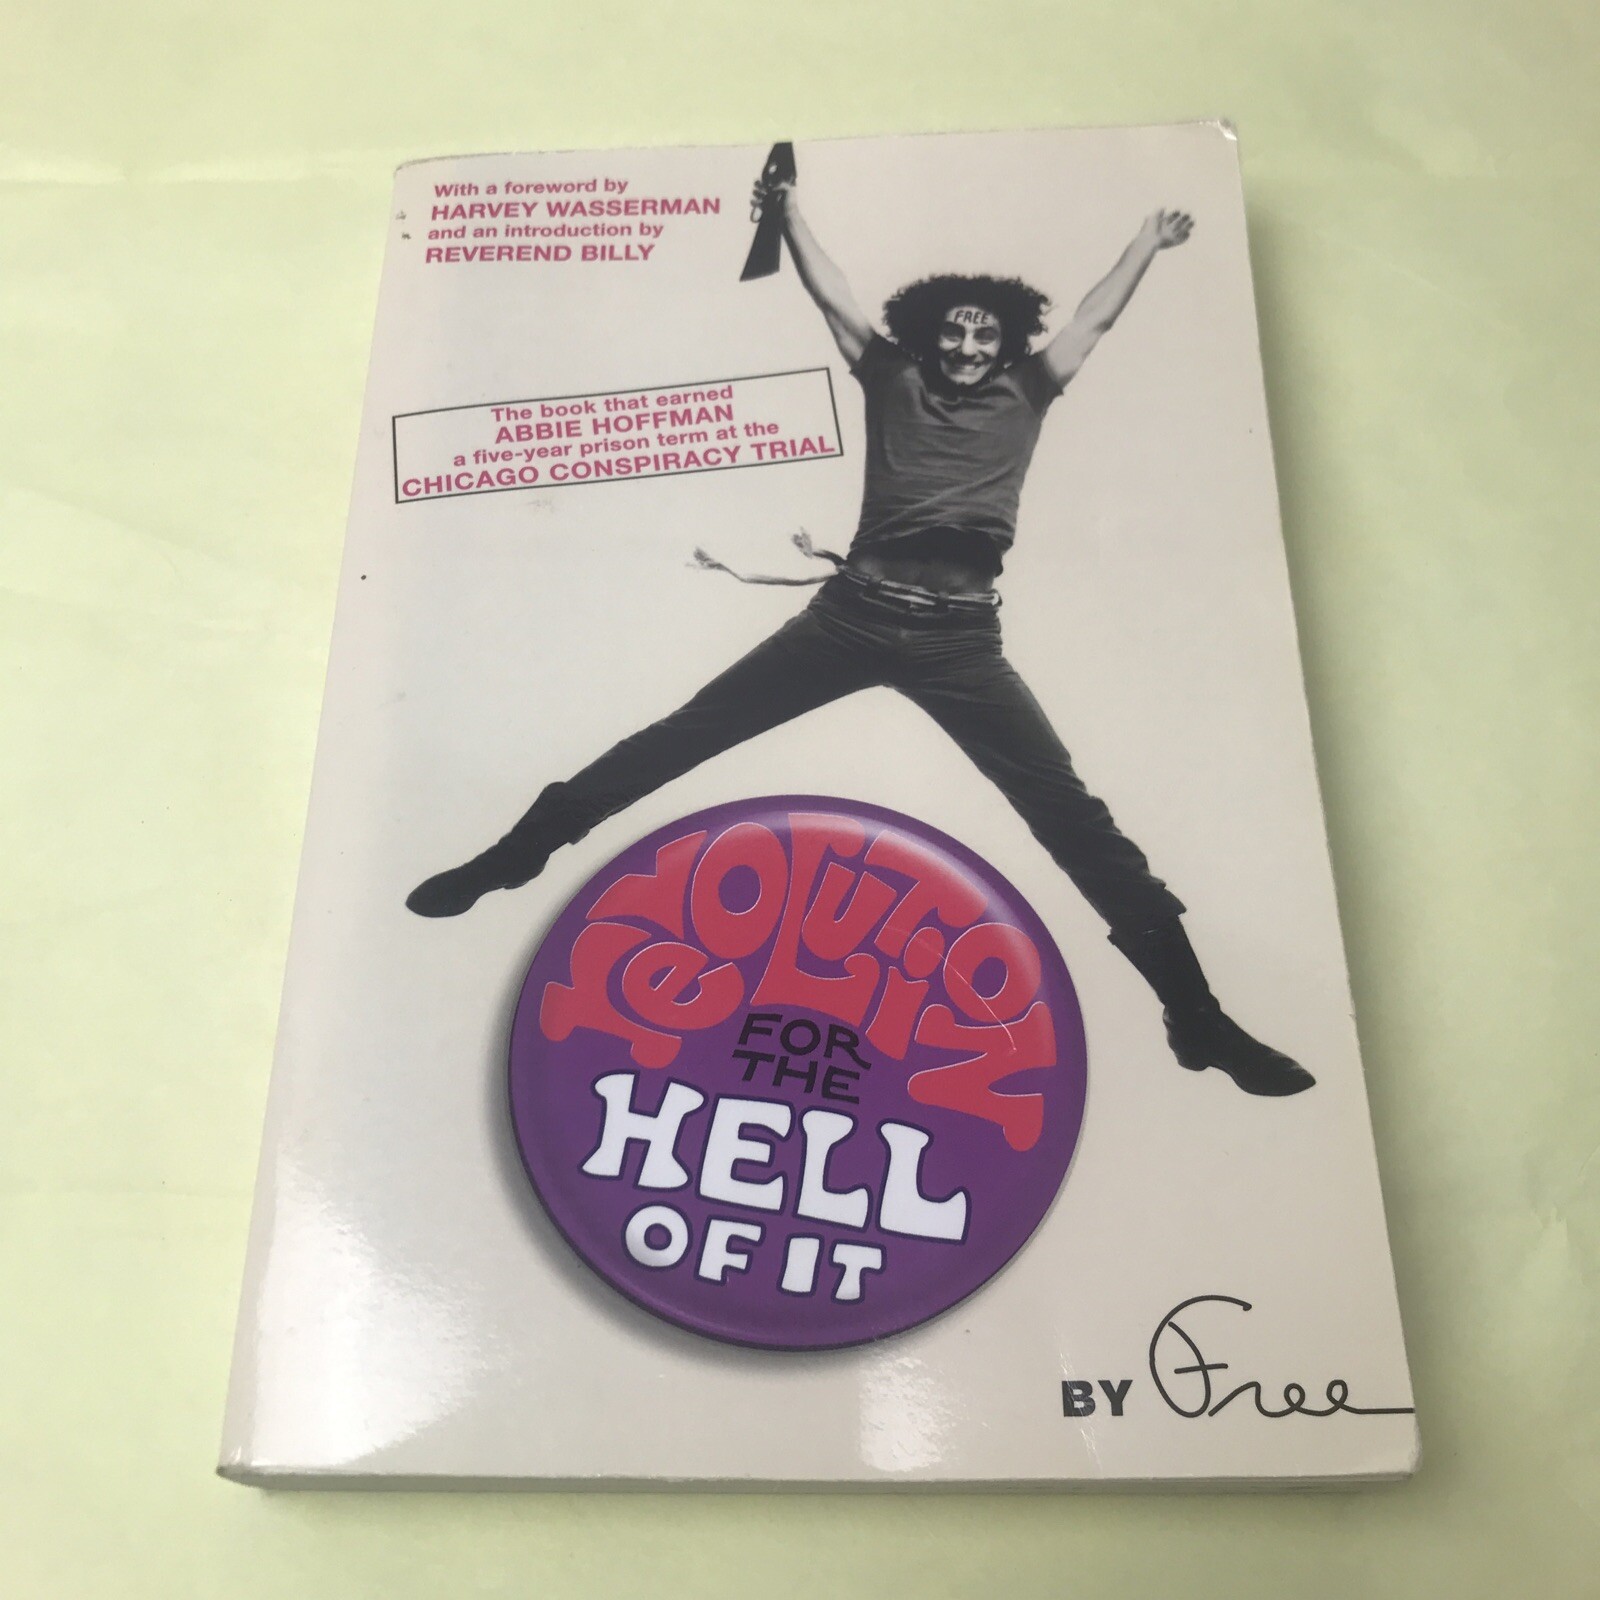 With a foreword by
HARVEY WASSERMAN
and an introduction by
REVEREND BILLY
FREE
The book that earned
ABBIE HOFFMAN
a five-year prison term at the
CHICAGO CONSPIRACY TRIAL
ReVOLUTiON
FOR
THE
HELL
OF IT
BY Free